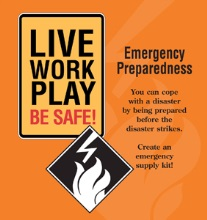 LIVE
WORK
PLAY
BE SAFE!
Emergency
Preparedness
You can cope
with a disaster
by being prepared
before the
disaster strikes.
Create an
emergency
supply kit!